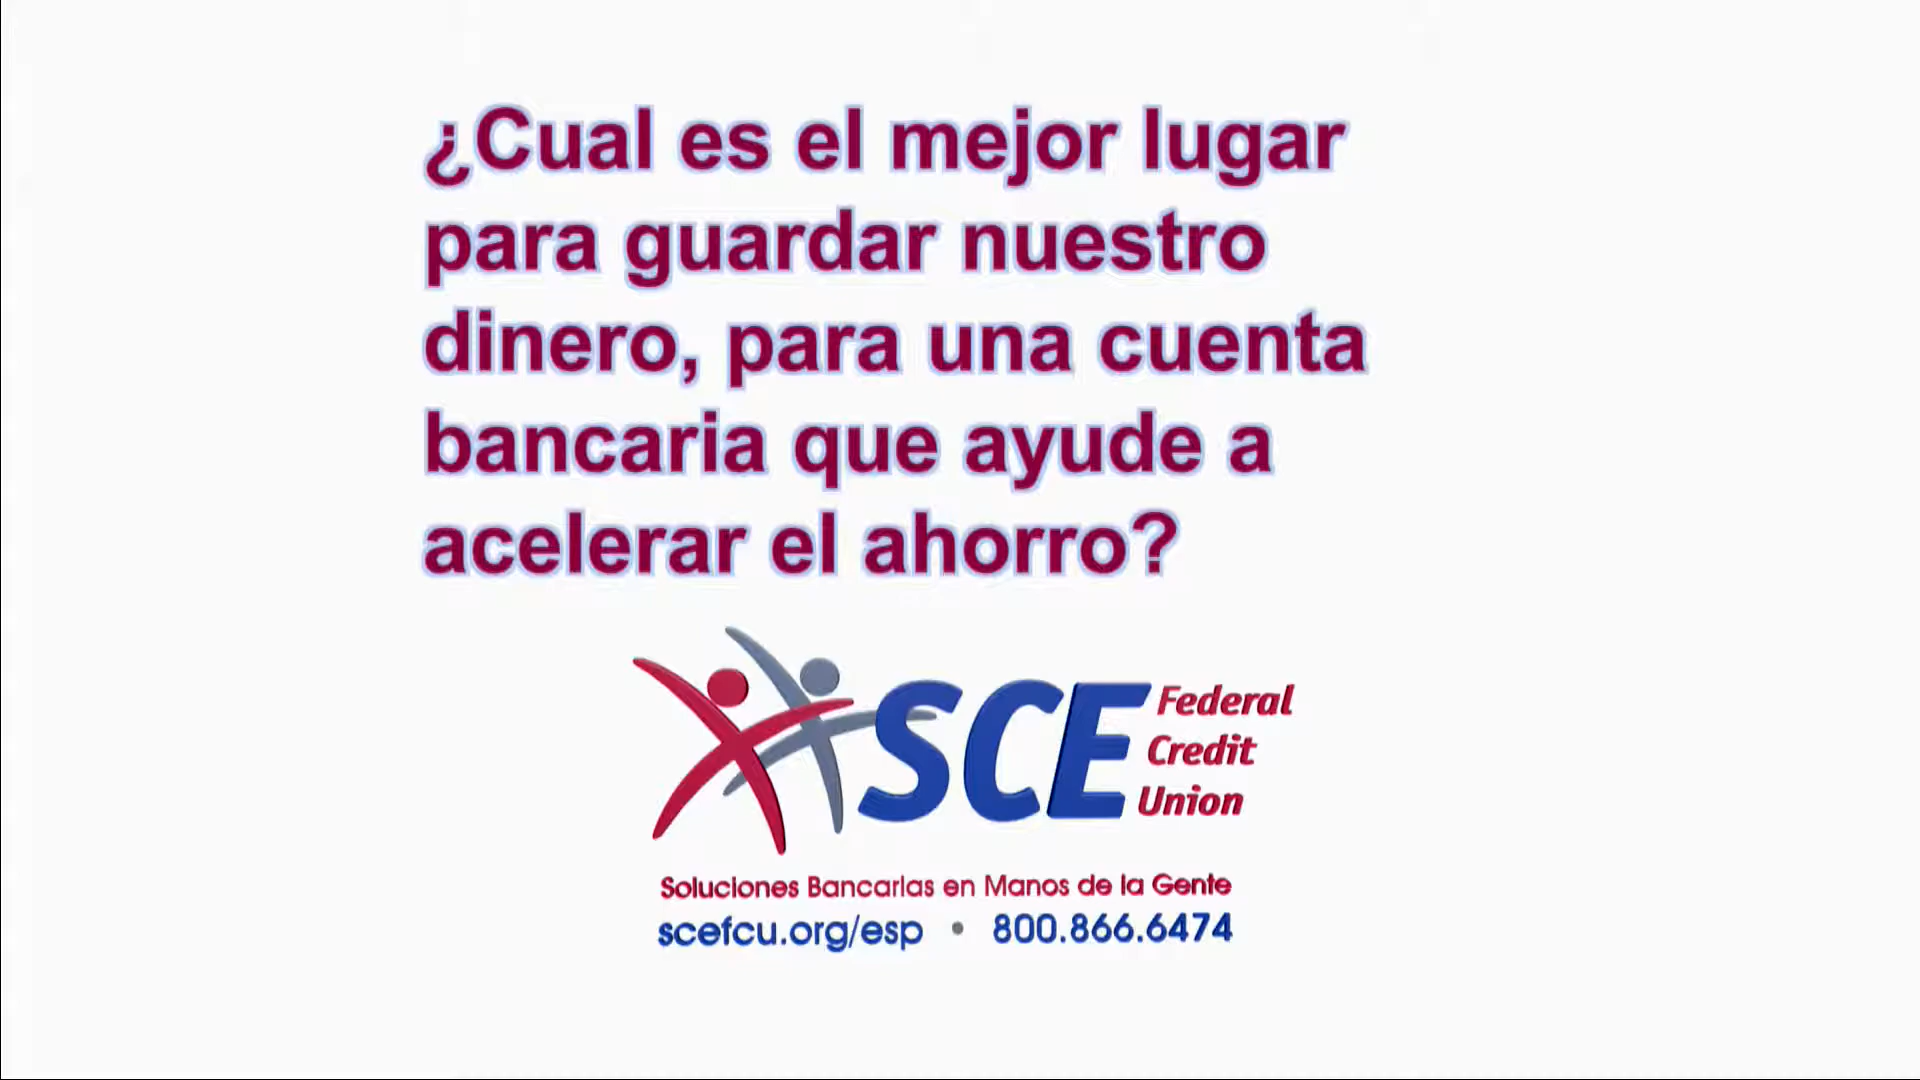 ¿Cual es el mejor lugar
para guardar nuestro
dinero, para una cuenta
bancaria que ayude a
acelerar el ahorro?
SCE Federal
Credit
Union
Soluciones Bancarias en Manos de la Gente
scefcu.org/esp • 800.866.6474